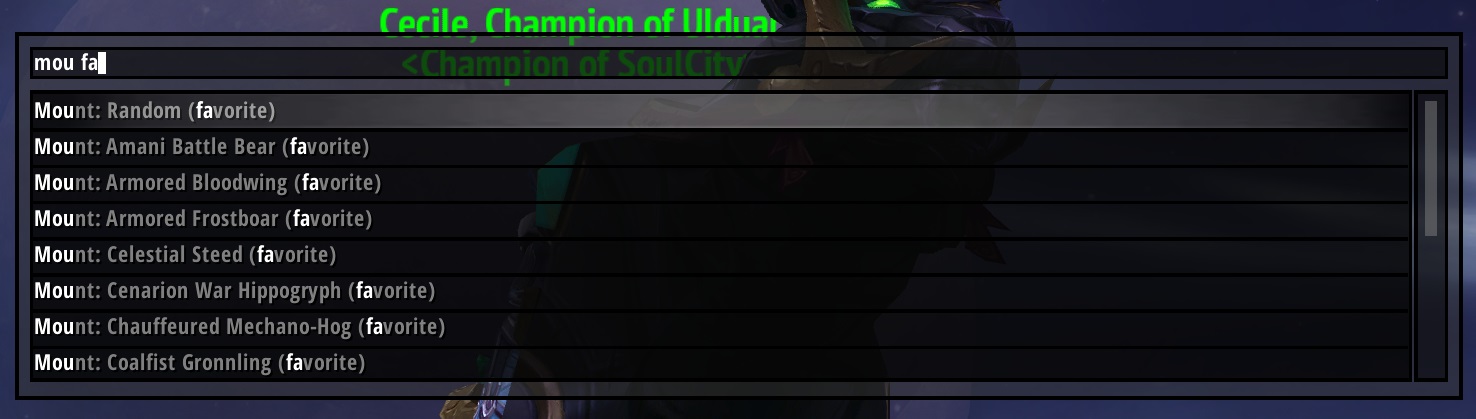 Cecile, Champion of Ulduar
<Champion of SoulCity
mou fa
Mount: Random (favorite)
Mount: Amani Battle Bear (favorite)
Mount: Armored Bloodwing (favorite)
Mount: Armored Frostboar (favorite)
Mount: Celestial Steed (favorite)
Mount: Cenarion War Hippogryph (favorite)
Mount: Chauffeured Mechano-Hog (favorite)
Mount: Coalfist Gronnling (favorite)